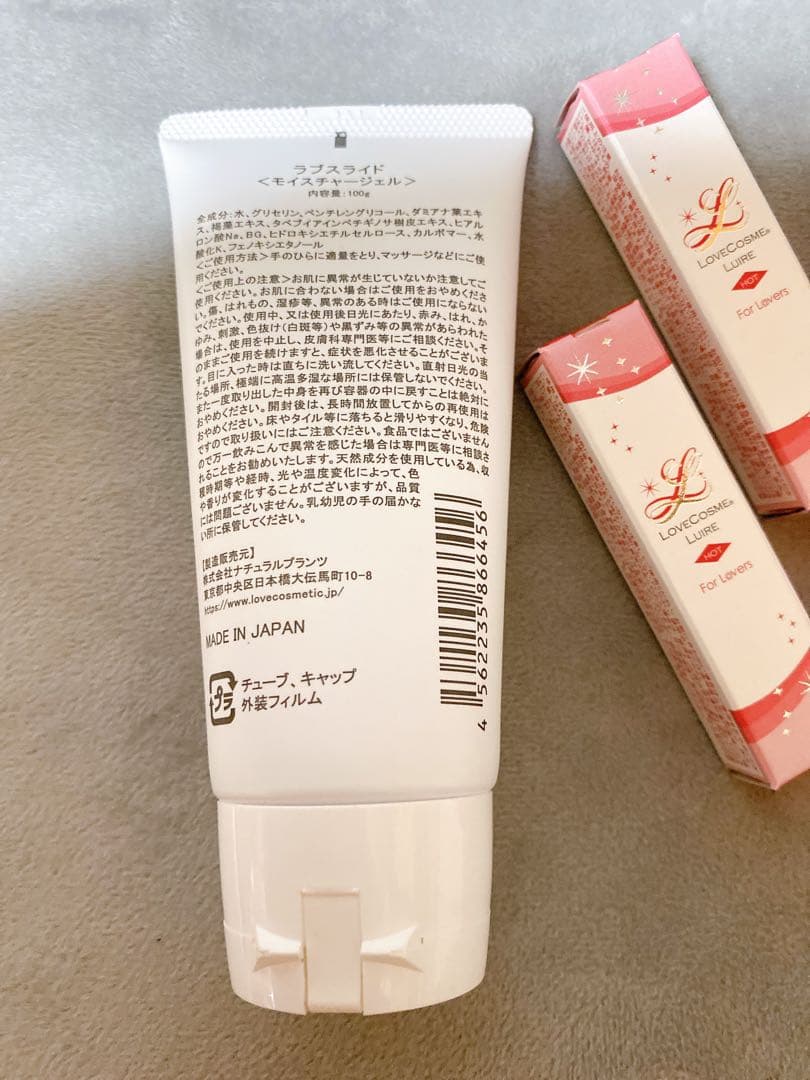 ラブスライド
＜モイスチャージェル＞
内容量:100g
全成分:水、グリセリン、ペンチレングリコール、ダミアナ葉エキ
ス、褐藻エキス、タベブイアインペチギノサ樹皮エキス、ヒアル
ロン酸Na、BG、ヒドロキシエチルセルロース、カルボマー、水
酸化K、フェノキシエタノール
＜ご使用方法＞手のひらに適量をとり、マッサージなどにご使
用ください。
＜ご使用上の注意＞お肌に異常が生じていないか注意してご
使用ください。お肌に合わない場合はご使用をおやめくださ
い。傷、はれもの、湿疹等、異常のある時はご使用にならない
でください。使用中、又は使用後日光にあたり、赤み、はれ、か
ゆみ、刺激、色抜け(白斑等)や黒ずみ等の異常があらわれた
場合は、使用を中止し、皮膚科専門医等にご相談ください。そ
のままご使用を続けますと、症状を悪化させることがございま
す。目に入った時は直ちに洗い流してください。直射日光の当
たる場所、極端に高温多湿な場所には保管しないでください。
また一度取り出した中身を再び容器の中に戻すことは絶対に
おやめください。開封後は、長時間放置してからの再使用は
おやめください。床やタイル等に落ちると滑りやすくなり、危険
ですので取り扱いにはご注意ください。食品ではございません
ので万一飲みこんで異常を感じた場合は専門医等に相談さ
れることをお勧めいたします。天然成分を使用している為、収
穫時期等や経時、光や温度変化によって、色
や香りが変化することがございますが、品質
には問題ございません。乳幼児の手の届かな
い所に保管してください。
【製造販売元】
株式会社ナチュラルプランツ
東京都中央区日本橋大伝馬町10-8
https://www.lovecosmetic.jp/
MADE IN JAPAN
プラ
チューブ、キャップ
外装フィルム
4 562235 866456
L
LOVECOSME®
LUIRE
HOT
For Lovers
L
LOVECOSME®
LUIRE
HOT
For Lovers